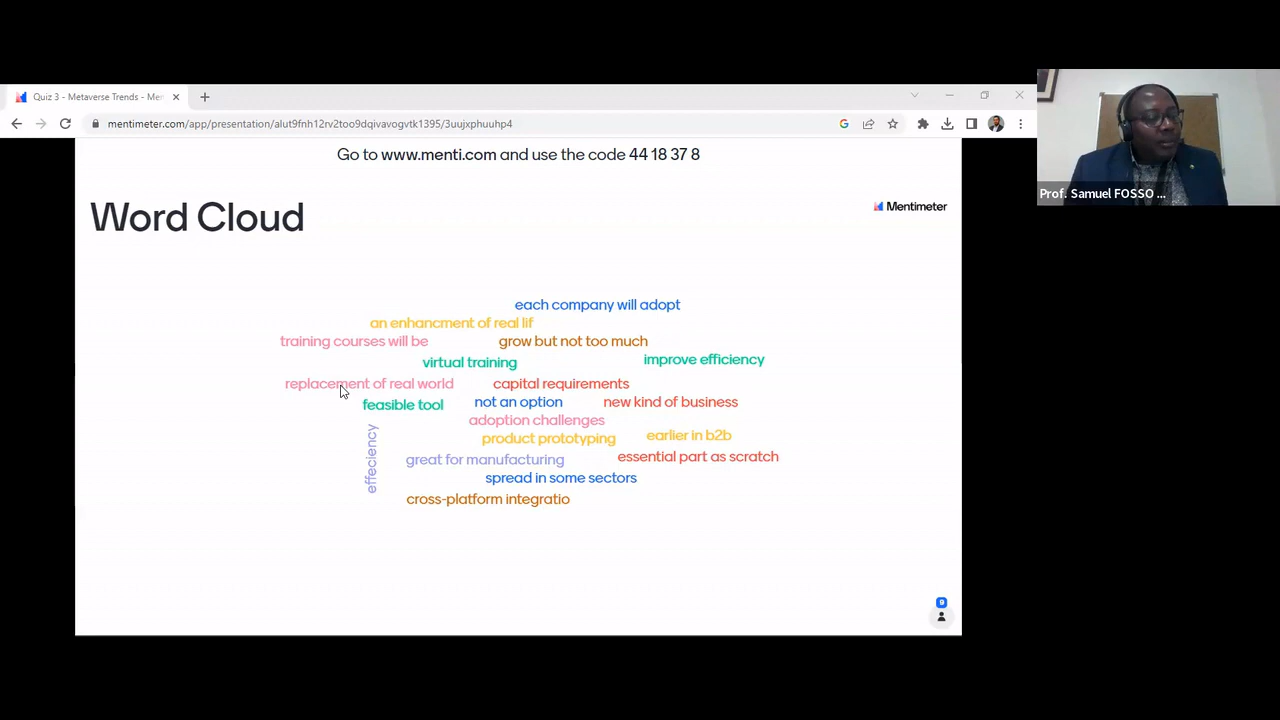 Quiz 3 - Metaverse Trends - Men
mentimeter.com/app/presentation/alut9fnh12rv2too9dqivavogvtk1395/3uujxphuuhp4
Go to www.menti.com and use the code 44 18 37 8
Word Cloud
Mentimeter
Prof. Samuel FOSSO ...
each company will adopt
an enhancment of real lif
training courses will be
grow but not too much
virtual training
improve efficiency
replacement of real world
capital requirements
feasible tool
not an option
new kind of business
adoption challenges
product prototyping
earlier in b2b
effeciency
great for manufacturing
essential part as scratch
spread in some sectors
cross-platform integratio
9